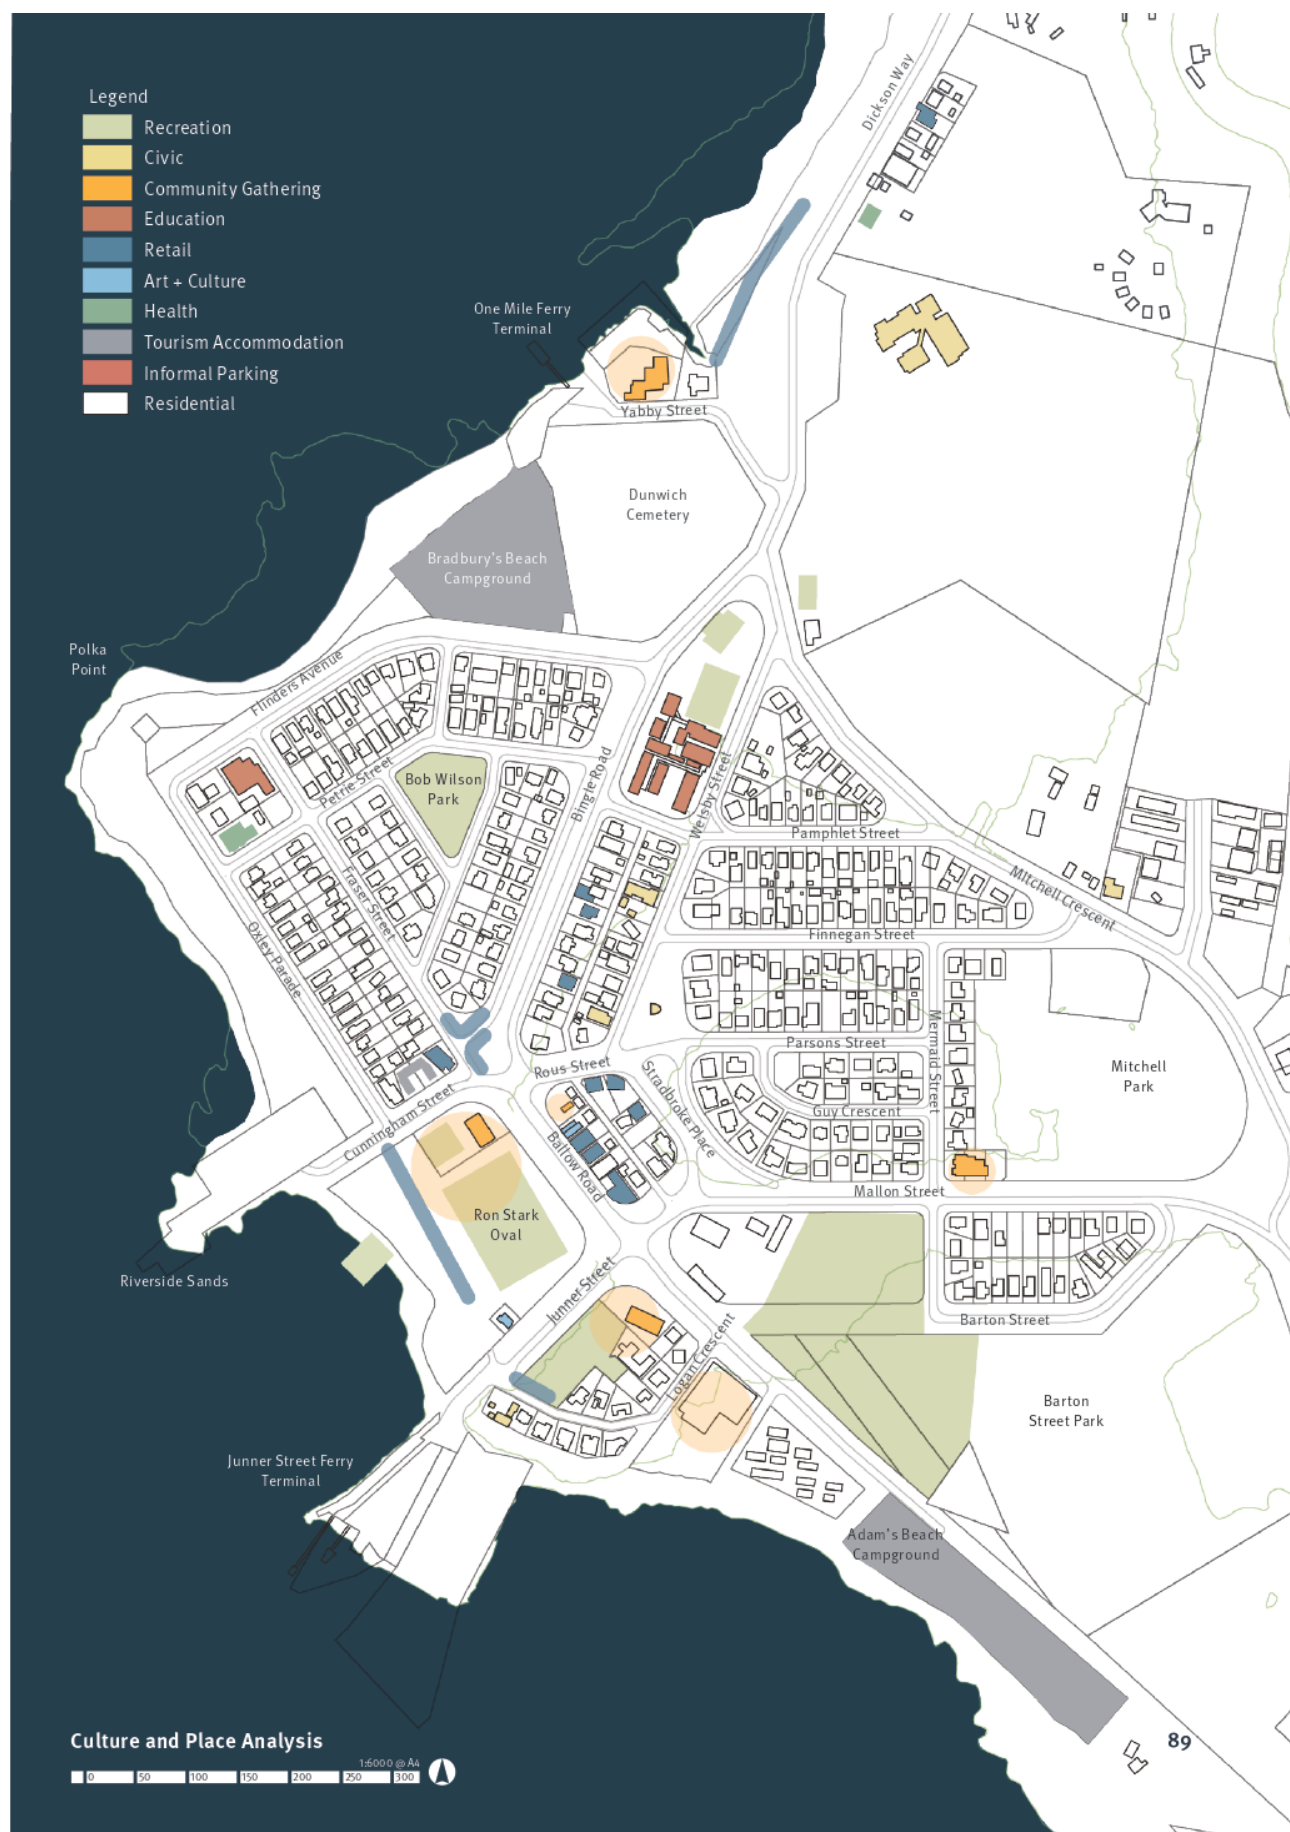 Legend
Recreation
Civic
Community Gathering
Education
Retail
Art + Culture
Health
Tourism Accommodation
Informal Parking
Residential
Dickson Way
One Mile Ferry
Terminal
Yabby Street
Dunwich
Cemetery
Bradbury's Beach
Campground
Polka
Point
Flinders Avenue
Petrie Street
Bob Wilson
Park
Bingle Road
Welsby Street
Pamphlet Street
Mitchell Crescent
Fraser Street
Oxley Parade
Finnegan Street
Parsons Street
Mermaid Street
Mitchell
Park
Rous Street
Stradbroke Place
Guy Crescent
Cunningham Street
Ballow Road
Mallon Street
Ron Stark
Oval
Riverside Sands
Junner Street
Logan Crescent
Barton Street
Barton
Street Park
Junner Street Ferry
Terminal
Adam's Beach
Campground
Culture and Place Analysis
1:6000 @ A4
0 50 100 150 200 250 300
89